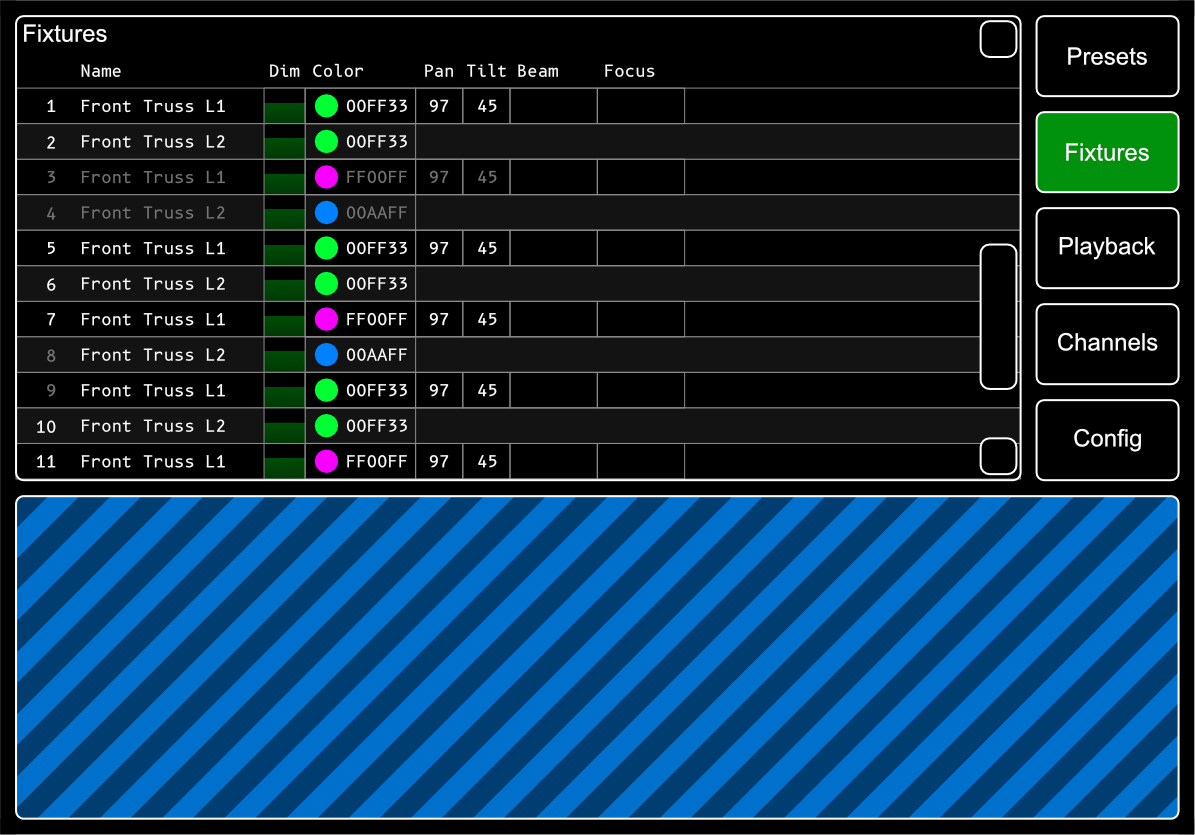 Fixtures
Name Dim Color Pan Tilt Beam Focus
1 Front Truss L1 00FF33 97 45
2 Front Truss L2 00FF33
3 Front Truss L1 FF00FF 97 45
4 Front Truss L2 00AAFF
5 Front Truss L1 00FF33 97 45
6 Front Truss L2 00FF33
7 Front Truss L1 FF00FF 97 45
8 Front Truss L2 00AAFF
9 Front Truss L1 00FF33 97 45
10 Front Truss L2 00FF33
11 Front Truss L1 FF00FF 97 45
Presets
Fixtures
Playback
Channels
Config